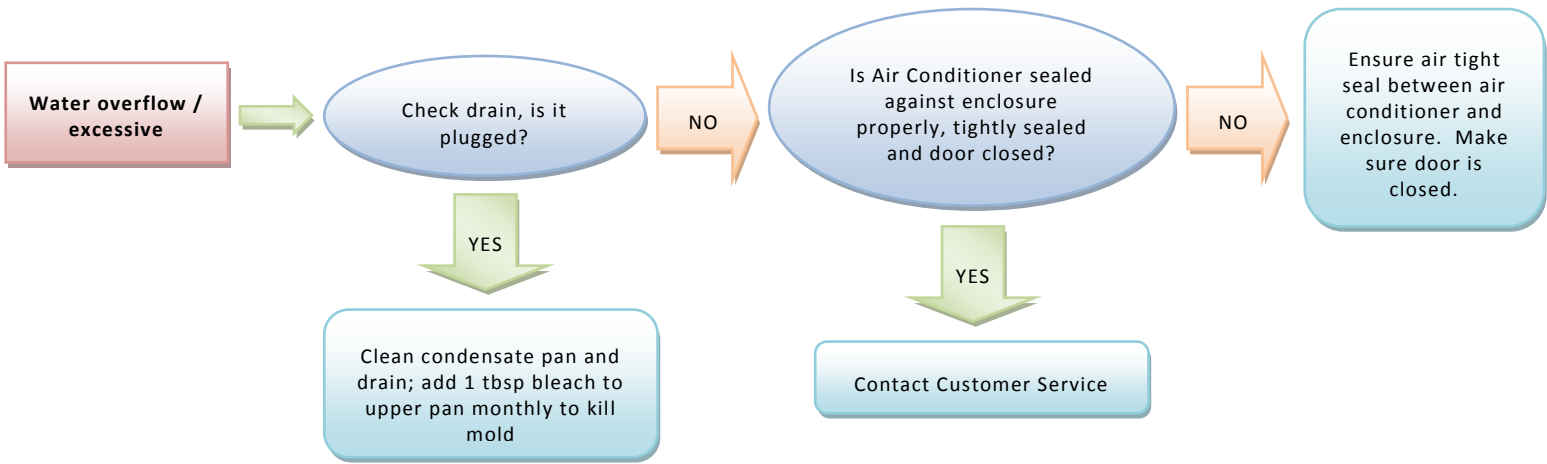 Water overflow /
excessive
Check drain, is it
plugged?
NO
Is Air Conditioner sealed
against enclosure
properly, tightly sealed
and door closed?
NO
Ensure air tight
seal between air
conditioner and
enclosure.  Make
sure door is
closed.
YES
YES
Clean condensate pan and
drain; add 1 tbsp bleach to
upper pan monthly to kill
mold
Contact Customer Service